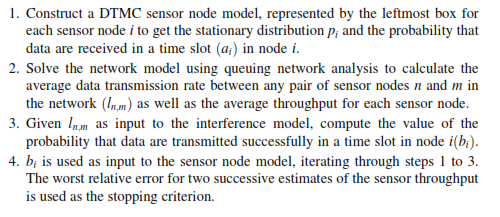 1. Construct a DTMC sensor node model, represented by the leftmost box for
each sensor node i to get the stationary distribution pᵢ and the probability that
data are received in a time slot (aᵢ) in node i.
2. Solve the network model using queuing network analysis to calculate the
average data transmission rate between any pair of sensor nodes n and m in
the network (lₙ,ₘ) as well as the average throughput for each sensor node.
3. Given lₙ,ₘ as input to the interference model, compute the value of the
probability that data are transmitted successfully in a time slot in node i(bᵢ).
4. bᵢ is used as input to the sensor node model, iterating through steps 1 to 3.
The worst relative error for two successive estimates of the sensor throughput
is used as the stopping criterion.